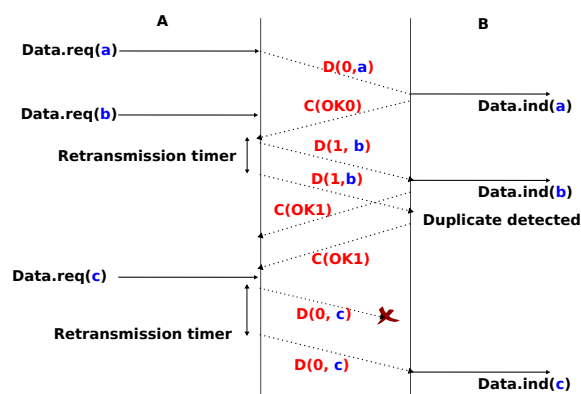 A
B
Data.req(a)
D(0,a)
C(OK0)
Data.ind(a)
Data.req(b)
D(1, b)
Retransmission timer
D(1,b)
Data.ind(b)
C(OK1)
Duplicate detected
C(OK1)
Data.req(c)
D(0, c)
Retransmission timer
D(0, c)
Data.ind(c)